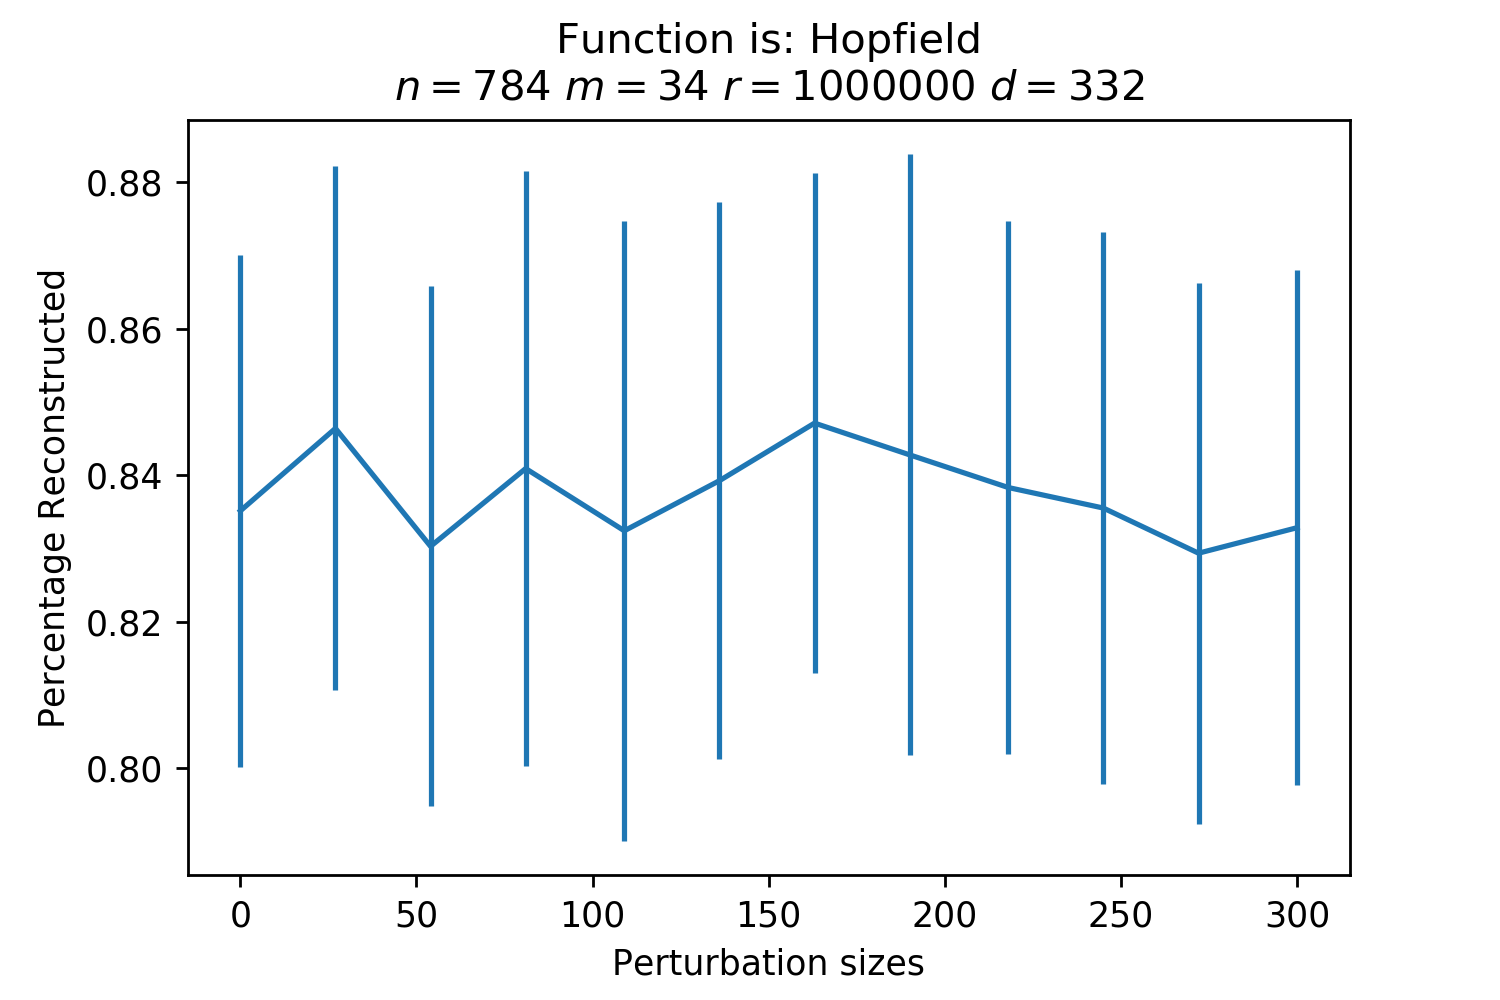 Function is: Hopfield
n = 784 m = 34 r = 1000000 d = 332
0.88
0.86
0.84
0.82
0.80
Percentage Reconstructed
0 50 100 150 200 250 300
Perturbation sizes